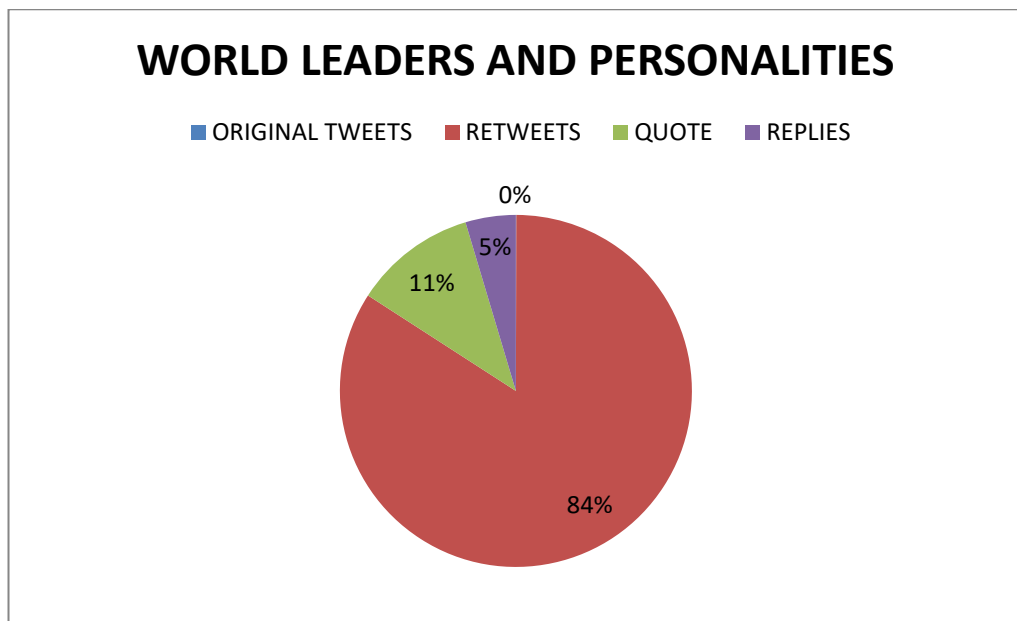 WORLD LEADERS AND PERSONALITIES
ORIGINAL TWEETS RETWEETS QUOTE REPLIES
0%
5%
11%
84%